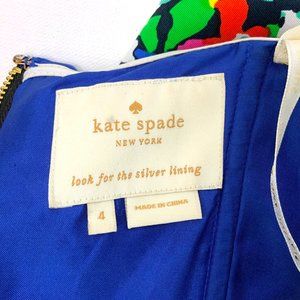 kate spade
NEW YORK
look for the silver lining
4
MADE IN CHINA